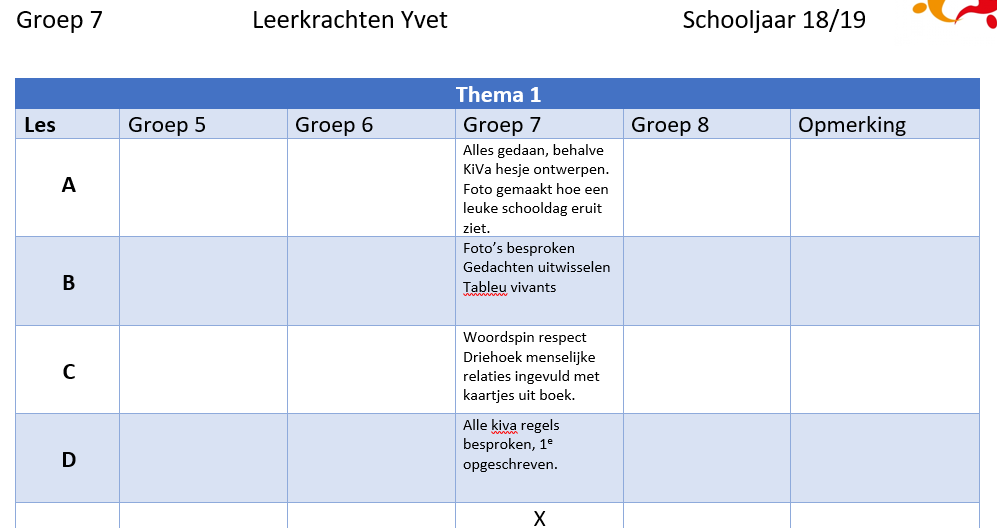 Groep 7 Leerkrachten Yvet Schooljaar 18/19
Thema 1
Les Groep 5 Groep 6 Groep 7 Groep 8 Opmerking
A
Alles gedaan, behalve
KiVa hesje ontwerpen.
Foto gemaakt hoe een
leuke schooldag eruit
ziet.
B
Foto’s besproken
Gedachten uitwisselen
Tableu vivants
C
Woordspin respect
Driehoek menselijke
relaties ingevuld met
kaartjes uit boek.
D
Alle kiva regels
besproken, 1e
opgeschreven.
X